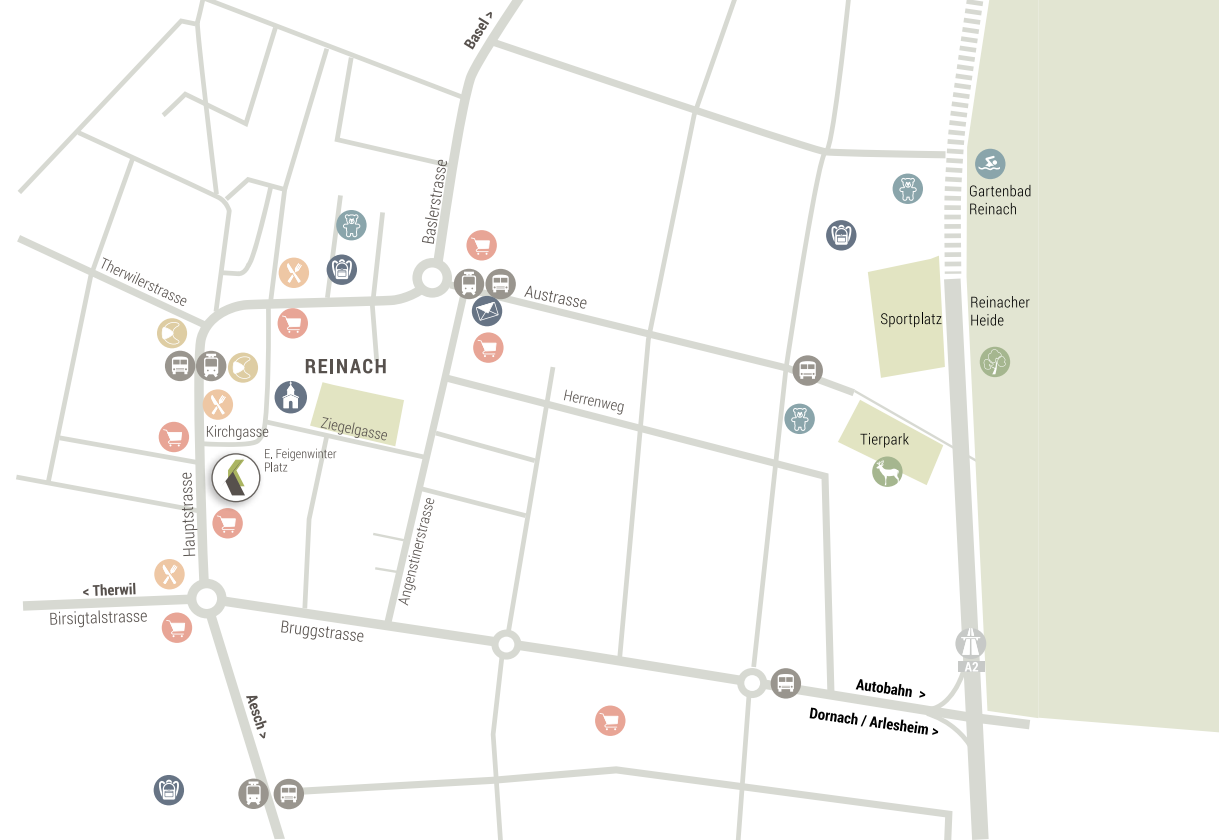 Basel >
Baslerstrasse
Gartenbad
Reinach
Therwilerstrasse
Austrasse
Reinacher
Heide
Sportplatz
REINACH
Herrenweg
Ziegelgasse
Kirchgasse
Tierpark
E. Feigenwinter
Platz
Hauptstrasse
Angenstinerstrasse
< Therwil
Birsigtalstrasse
Bruggstrasse
A2
Autobahn >
Dornach / Arlesheim >
Aesch >